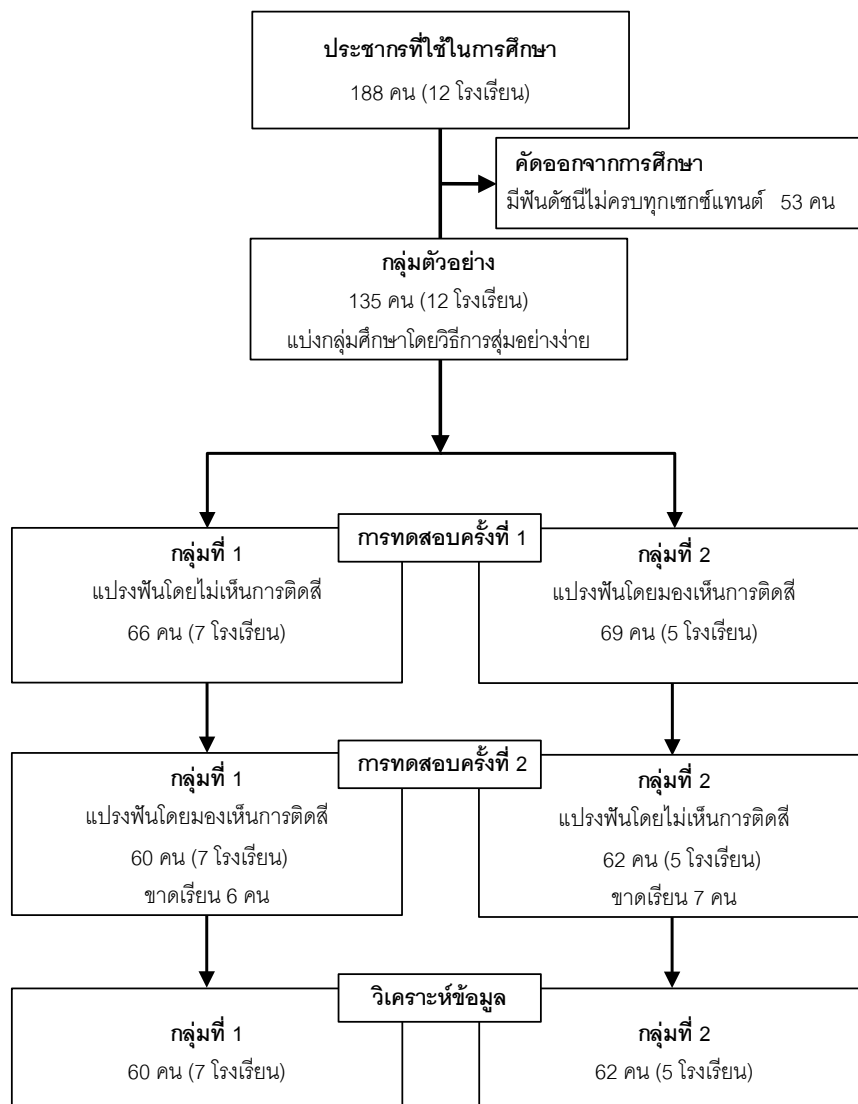 ประชากรที่ใช้ในการศึกษา
188 คน (12 โรงเรียน)
คัดออกจากการศึกษา
มีฟันดัชนีไม่ครบทุกเซกซ์แทนต์ 53 คน
กลุ่มตัวอย่าง
135 คน (12 โรงเรียน)
แบ่งกลุ่มศึกษาโดยวิธีการสุ่มอย่างง่าย
การทดสอบครั้งที่ 1
กลุ่มที่ 1
แปรงฟันโดยไม่เห็นการติดสี
66 คน (7 โรงเรียน)
กลุ่มที่ 2
แปรงฟันโดยมองเห็นการติดสี
69 คน (5 โรงเรียน)
การทดสอบครั้งที่ 2
กลุ่มที่ 1
แปรงฟันโดยมองเห็นการติดสี
60 คน (7 โรงเรียน)
ขาดเรียน 6 คน
กลุ่มที่ 2
แปรงฟันโดยไม่เห็นการติดสี
62 คน (5 โรงเรียน)
ขาดเรียน 7 คน
วิเคราะห์ข้อมูล
กลุ่มที่ 1
60 คน (7 โรงเรียน)
กลุ่มที่ 2
62 คน (5 โรงเรียน)